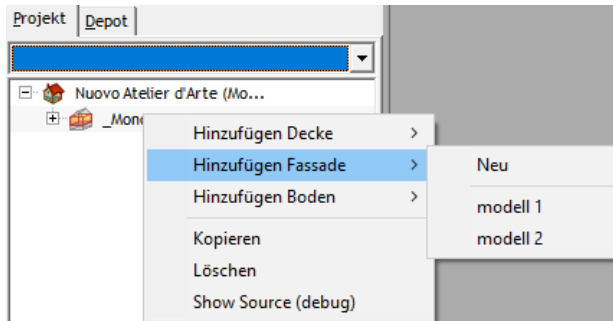 Projekt Depot
Nuovo Atelier d'Arte (Mo...
Hinzufügen Decke
Hinzufügen Fassade
Neu
Hinzufügen Boden
modell 1
Kopieren
modell 2
Löschen
Show Source (debug)